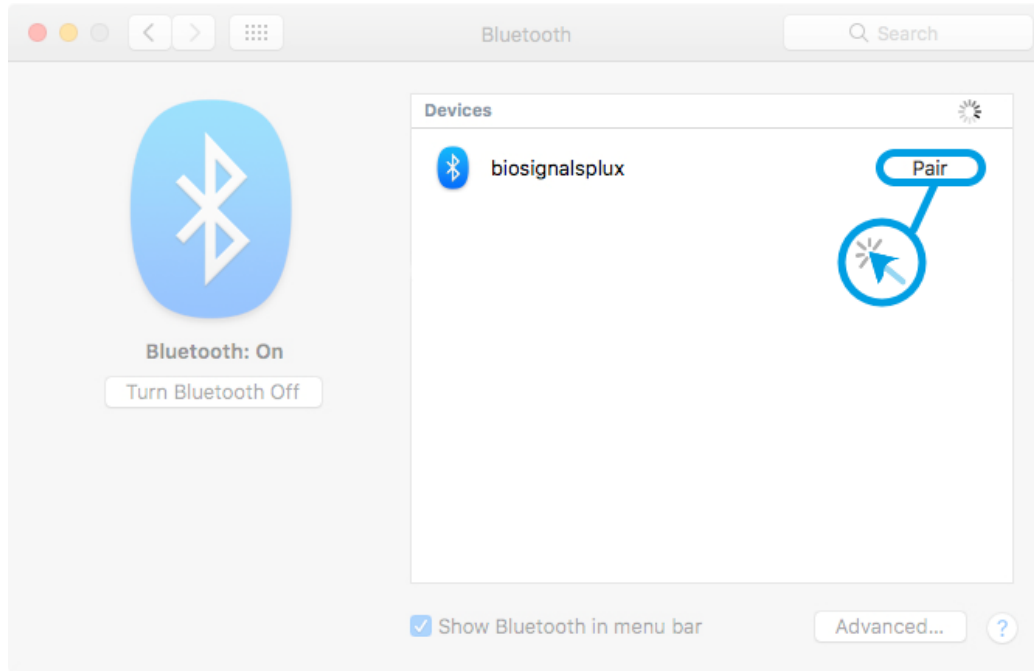 Bluetooth
Search
Devices
biosignalsplux
Pair
Bluetooth: On
Turn Bluetooth Off
Show Bluetooth in menu bar
Advanced...
?